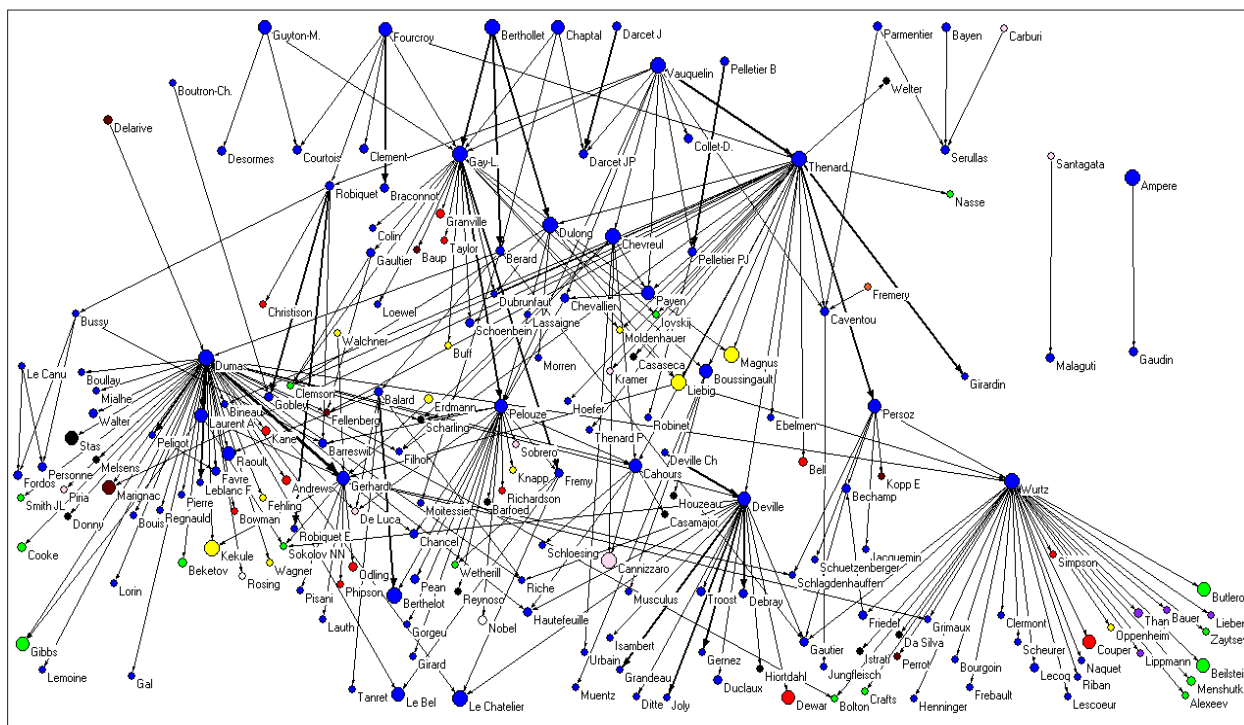 Guyton-M.
Fourcroy
Berthollet
Chaptal
Darcet J
Parmentier
Bayen
Carburi
Vauquelin
Pelletier B
Welter
Boutron-Ch.
Delarive
Desormes
Courtois
Clement
Gay-L.
Darcet JP
Collet-D.
Thenard
Serullas
Santagata
Ampere
Robiquet
Braconnot
Nasse
Granville
Colin
Taylor
Dulong
Chevreul
Baup
Gaultier
Berard
Pelletier PJ
Fremery
Christison
Loewel
Dubrunfaut
Chevallier
Payen
Caventou
Bussy
Lassaigne
Schoenbein
Moldenhauer
Walchner
Buff
Morren
Casaseca
Magnus
Malaguti
Gaudin
Le Canu
Dumas
Kramer
Boussingault
Girardin
Boullay
Clemson
Liebig
Mialhe
Gobley
Balard
Erdmann
Hoefer
Walter
Bineau
Laurent A
Fellenberg
Scharling
Pelouze
Thenard P
Robinet
Ebelmen
Persoz
Stas
Peligot
Kane
Barreswil
Filhol
Sobrero
Deville Ch
Melsens
Raoult
Fordos
Personne
Favre
Knapp
Fremy
Cahours
Bell
Kopp E
Wurtz
Smith JL
Piria
Marignac
Leblanc F
Andrews
Gerhardt
Richardson
Houzeau
Deville
Bechamp
Donny
Bouis
Regnault
Pierre
Fehling
Bowman
De Luca
Moitessier
Barfoed
Casamajor
Cooke
Kekule
Robiquet E
Sokolov NN
Chancel
Schloesing
Jacquemin
Simpson
Beketov
Rosing
Wagner
Odling
Wetherill
Cannizzaro
Schuetzenberger
Lorin
Pisani
Phipson
Pean
Berthelot
Reynoso
Riche
Musculus
Troost
Debray
Schlagdenhauffen
Lauth
Gorgeu
Nobel
Hautefeuille
Friedel
Grimaux
Clermont
Than
Bauer
Gibbs
Girard
Isambert
Gautier
Da Silva
Scheurer
Oppenheim
Zaytsev
Lemoine
Urbain
Gernez
Hiortdahl
Istrati
Perrot
Couper
Lippmann
Gal
Tanret
Le Bel
Le Chatelier
Grandeau
Duclaux
Jungfleisch
Bourgoin
Lecoq
Naquet
Beilstein
Muentz
Ditte
Joly
Dewar
Bolton
Crafts
Henninger
Frebault
Riban
Lescoeur
Alexeev